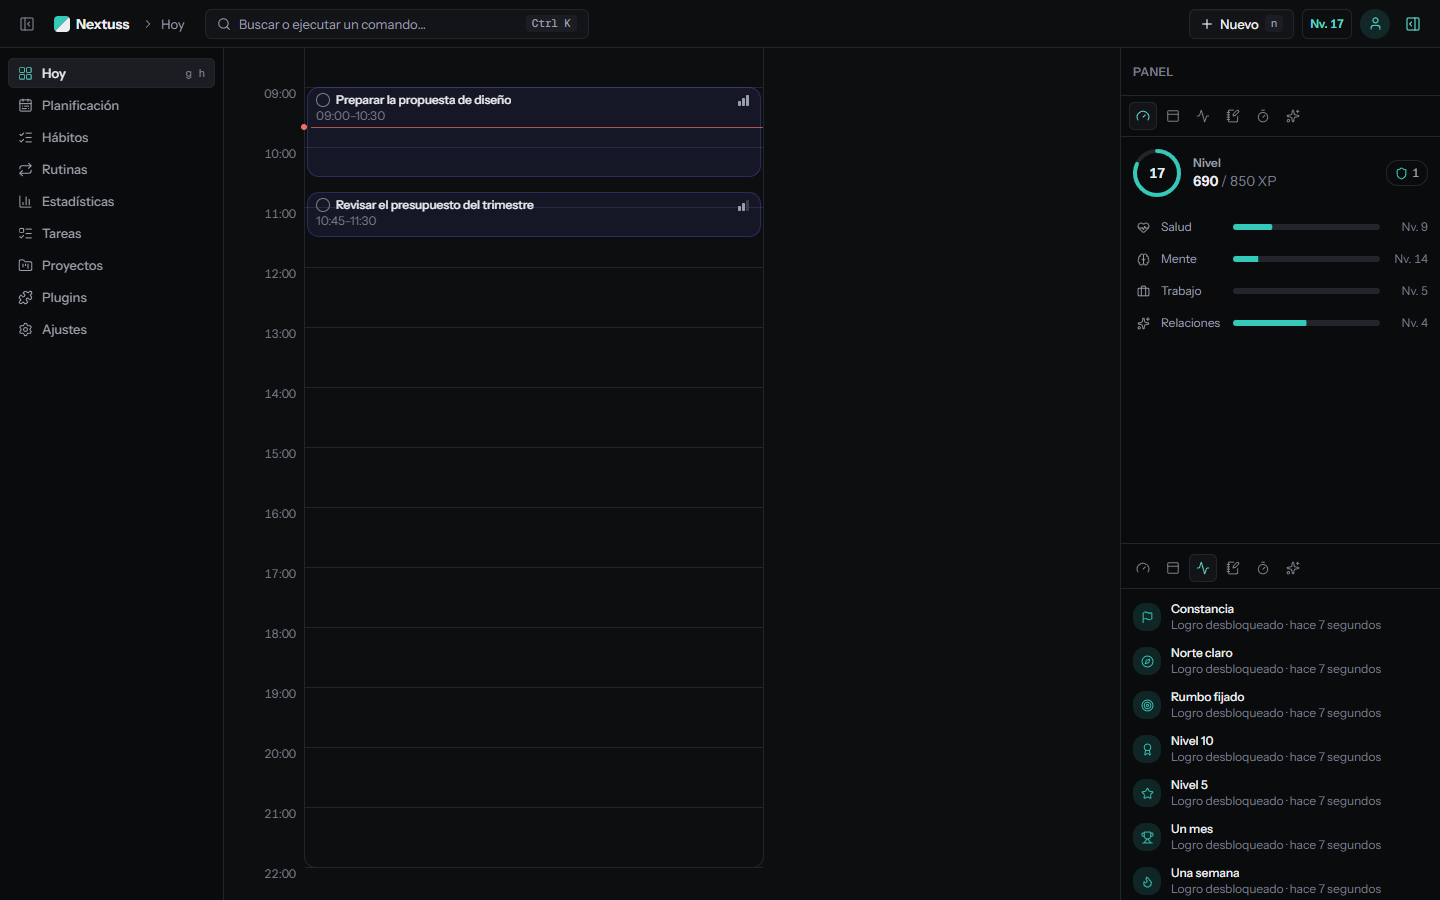 Nextuss
Hoy
Buscar o ejecutar un comando...
Ctrl K
Nuevo n
Nv. 17
Hoy g h
Planificación
Hábitos
Rutinas
Estadísticas
Tareas
Proyectos
Plugins
Ajustes
09:00
Preparar la propuesta de diseño
09:00–10:30
10:00
Revisar el presupuesto del trimestre
10:45–11:30
11:00
12:00
13:00
14:00
15:00
16:00
17:00
18:00
19:00
20:00
21:00
22:00
PANEL
17
Nivel
690 / 850 XP
1
Salud Nv. 9
Mente Nv. 14
Trabajo Nv. 5
Relaciones Nv. 4
Constancia
Logro desbloqueado · hace 7 segundos
Norte claro
Logro desbloqueado · hace 7 segundos
Rumbo fijado
Logro desbloqueado · hace 7 segundos
Nivel 10
Logro desbloqueado · hace 7 segundos
Nivel 5
Logro desbloqueado · hace 7 segundos
Un mes
Logro desbloqueado · hace 7 segundos
Una semana
Logro desbloqueado · hace 7 segundos